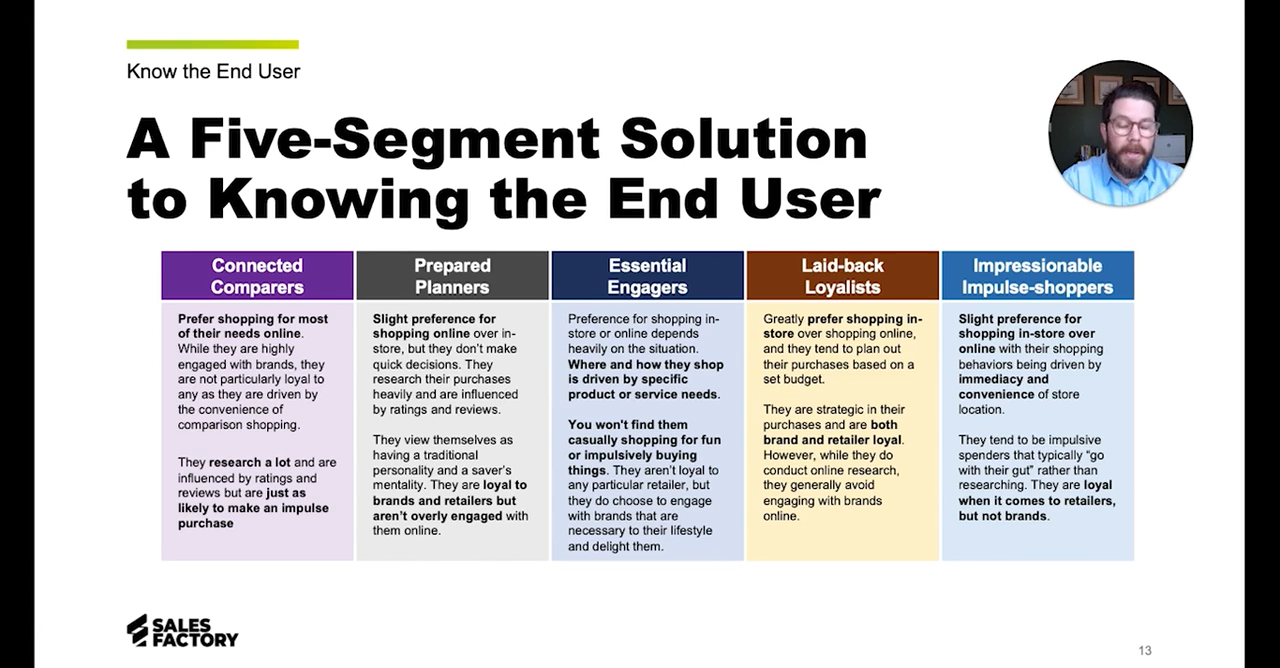 Know the End User
A Five-Segment Solution
to Knowing the End User
Connected
Comparers
Prefer shopping for most
of their needs online.
While they are highly
engaged with brands, they
are not particularly loyal to
any as they are driven by
the convenience of
comparison shopping.
They research a lot and are
influenced by ratings and
reviews but are just as
likely to make an impulse
purchase
Prepared
Planners
Slight preference for
shopping online over in-
store, but they don't make
quick decisions. They
research their purchases
heavily and are influenced
by ratings and reviews.
They view themselves as
having a traditional
personality and a saver's
mentality. They are loyal to
brands and retailers but
aren't overly engaged with
them online.
Essential
Engagers
Preference for shopping in-
store or online depends
heavily on the situation.
Where and how they shop
is driven by specific
product or service needs.
You won't find them
casually shopping for fun
or impulsively buying
things. They aren't loyal to
any particular retailer, but
they do choose to engage
with brands that are
necessary to their lifestyle
and delight them.
Laid-back
Loyalists
Greatly prefer shopping in-
store over shopping online,
and they tend to plan out
their purchases based on a
set budget.
They are strategic in their
purchases and are both
brand and retailer loyal.
However, while they do
conduct online research,
they generally avoid
engaging with brands
online.
Impressionable
Impulse-shoppers
Slight preference for
shopping in-store over
online with their shopping
behaviors being driven by
immediacy and
convenience of store
location.
They tend to be impulsive
spenders that typically “go
with their gut” rather than
researching. They are loyal
when it comes to retailers,
but not brands.
SALES
FACTORY
13